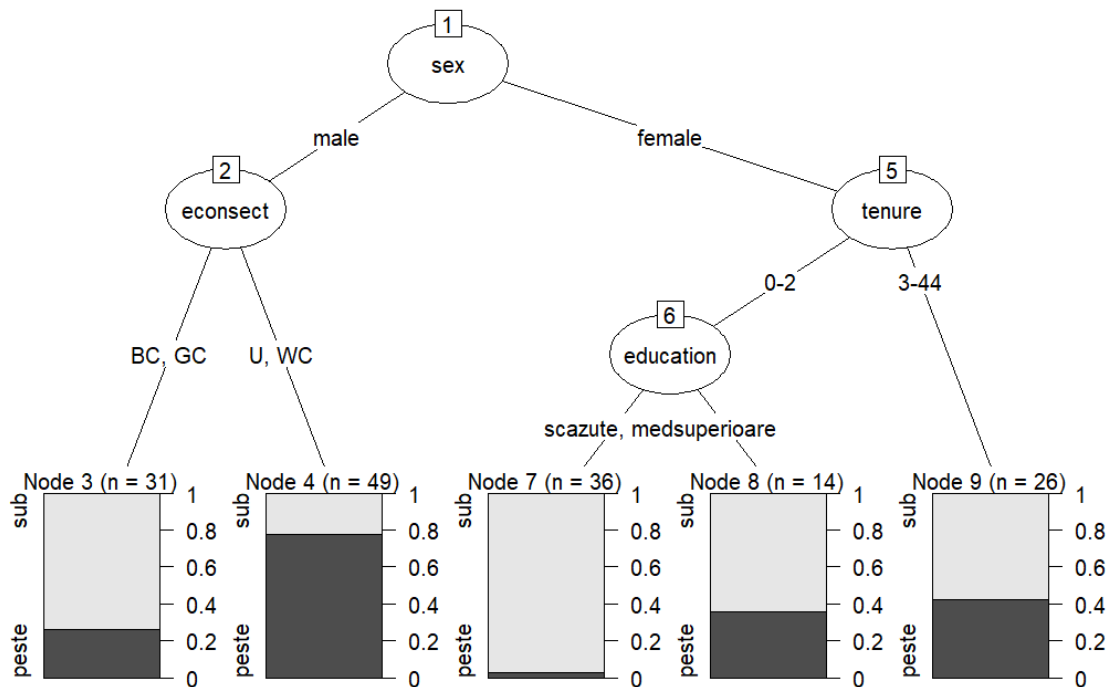 1
sex
male
female
2
econsect
5
tenure
0-2
3-44
6
education
BC, GC
U, WC
scazute, medsuperioare
Node 3 (n = 31)
sub
peste
1
0.8
0.6
0.4
0.2
0
Node 4 (n = 49)
sub
peste
1
0.8
0.6
0.4
0.2
0
Node 7 (n = 36)
sub
peste
1
0.8
0.6
0.4
0.2
0
Node 8 (n = 14)
sub
peste
1
0.8
0.6
0.4
0.2
0
Node 9 (n = 26)
sub
peste
1
0.8
0.6
0.4
0.2
0